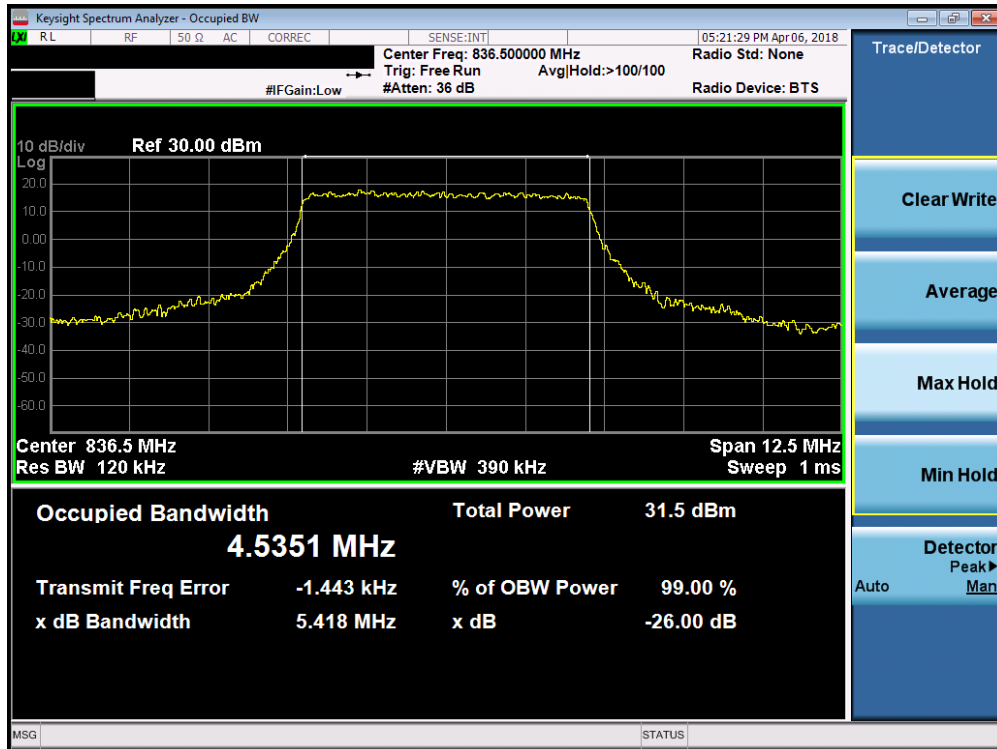 Keysight Spectrum Analyzer - Occupied BW
LXI RL RF 50 Ω AC CORREC SENSE:INT 05:21:29 PM Apr 06, 2018
Center Freq: 836.500000 MHz Radio Std: None
Trig: Free Run Avg|Hold:>100/100
#IFGain:Low #Atten: 36 dB Radio Device: BTS
Trace/Detector
10 dB/div Ref 30.00 dBm
Log
20.0
10.0
0.00
-10.0
-20.0
-30.0
-40.0
-50.0
-60.0
Center 836.5 MHz Span 12.5 MHz
Res BW 120 kHz #VBW 390 kHz Sweep 1 ms
Occupied Bandwidth Total Power 31.5 dBm
4.5351 MHz
Transmit Freq Error -1.443 kHz % of OBW Power 99.00 %
x dB Bandwidth 5.418 MHz x dB -26.00 dB
Clear Write
Average
Max Hold
Min Hold
Detector
Peak▶
Auto Man
MSG STATUS